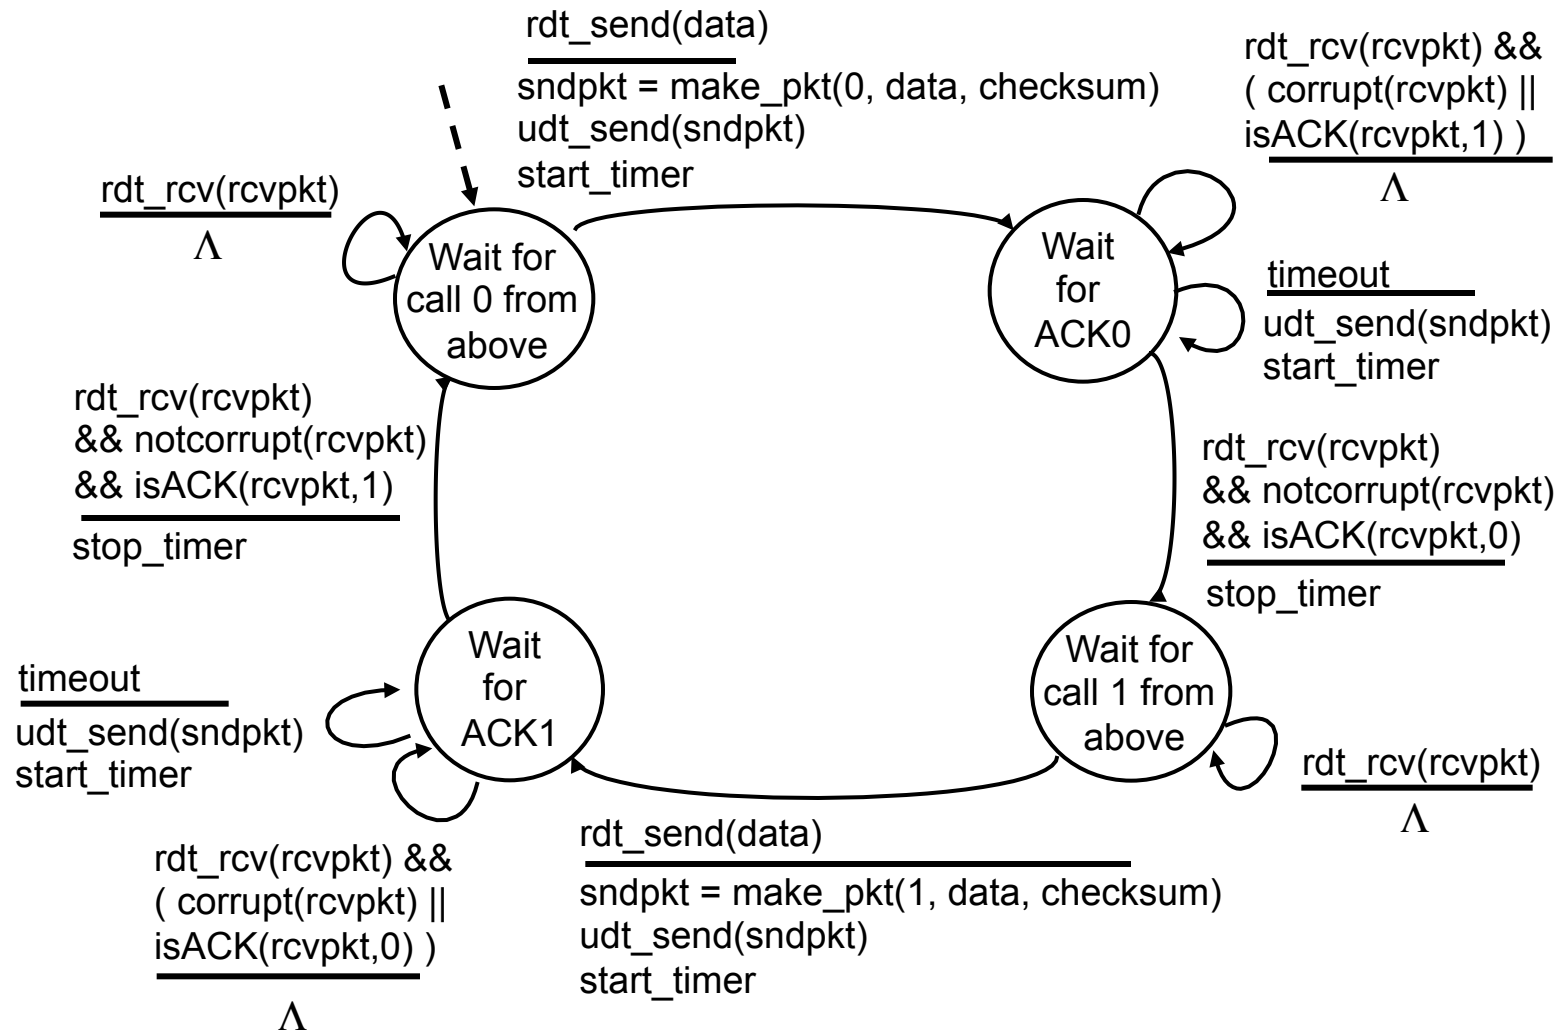 rdt_send(data)
sndpkt = make_pkt(0, data, checksum)
udt_send(sndpkt)
start_timer
rdt_rcv(rcvpkt) &&
( corrupt(rcvpkt) ||
isACK(rcvpkt,1) )
Λ
rdt_rcv(rcvpkt)
Λ
Wait for
call 0 from
above
Wait
for
ACK0
timeout
udt_send(sndpkt)
start_timer
rdt_rcv(rcvpkt)
&& notcorrupt(rcvpkt)
&& isACK(rcvpkt,1)
stop_timer
rdt_rcv(rcvpkt)
&& notcorrupt(rcvpkt)
&& isACK(rcvpkt,0)
stop_timer
Wait
for
ACK1
Wait for
call 1 from
above
timeout
udt_send(sndpkt)
start_timer
rdt_rcv(rcvpkt)
Λ
rdt_rcv(rcvpkt) &&
( corrupt(rcvpkt) ||
isACK(rcvpkt,0) )
Λ
rdt_send(data)
sndpkt = make_pkt(1, data, checksum)
udt_send(sndpkt)
start_timer